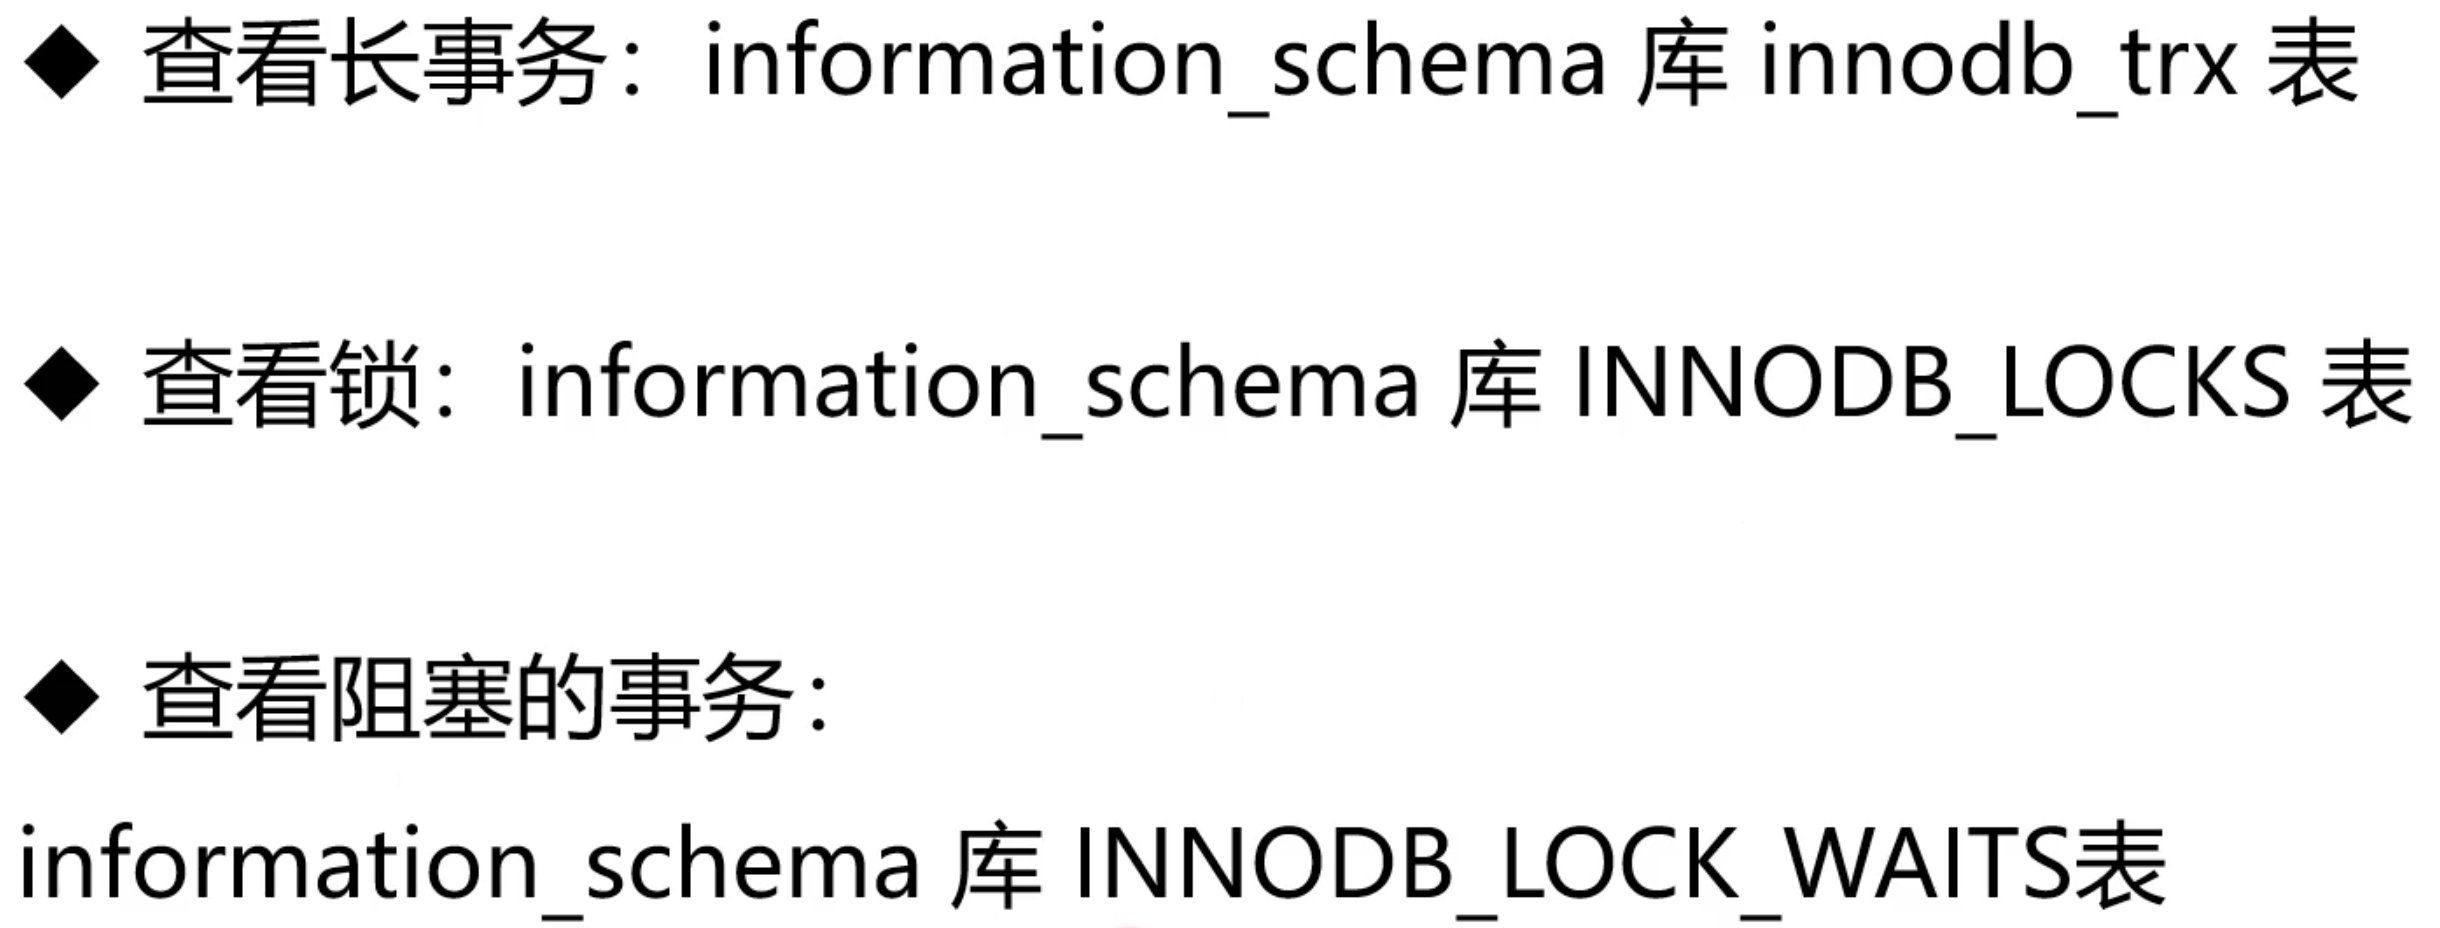 ◆ 查看长事务：information_schema 库 innodb_trx 表
◆ 查看锁：information_schema 库 INNODB_LOCKS 表
◆ 查看阻塞的事务：
information_schema 库 INNODB_LOCK_WAITS表